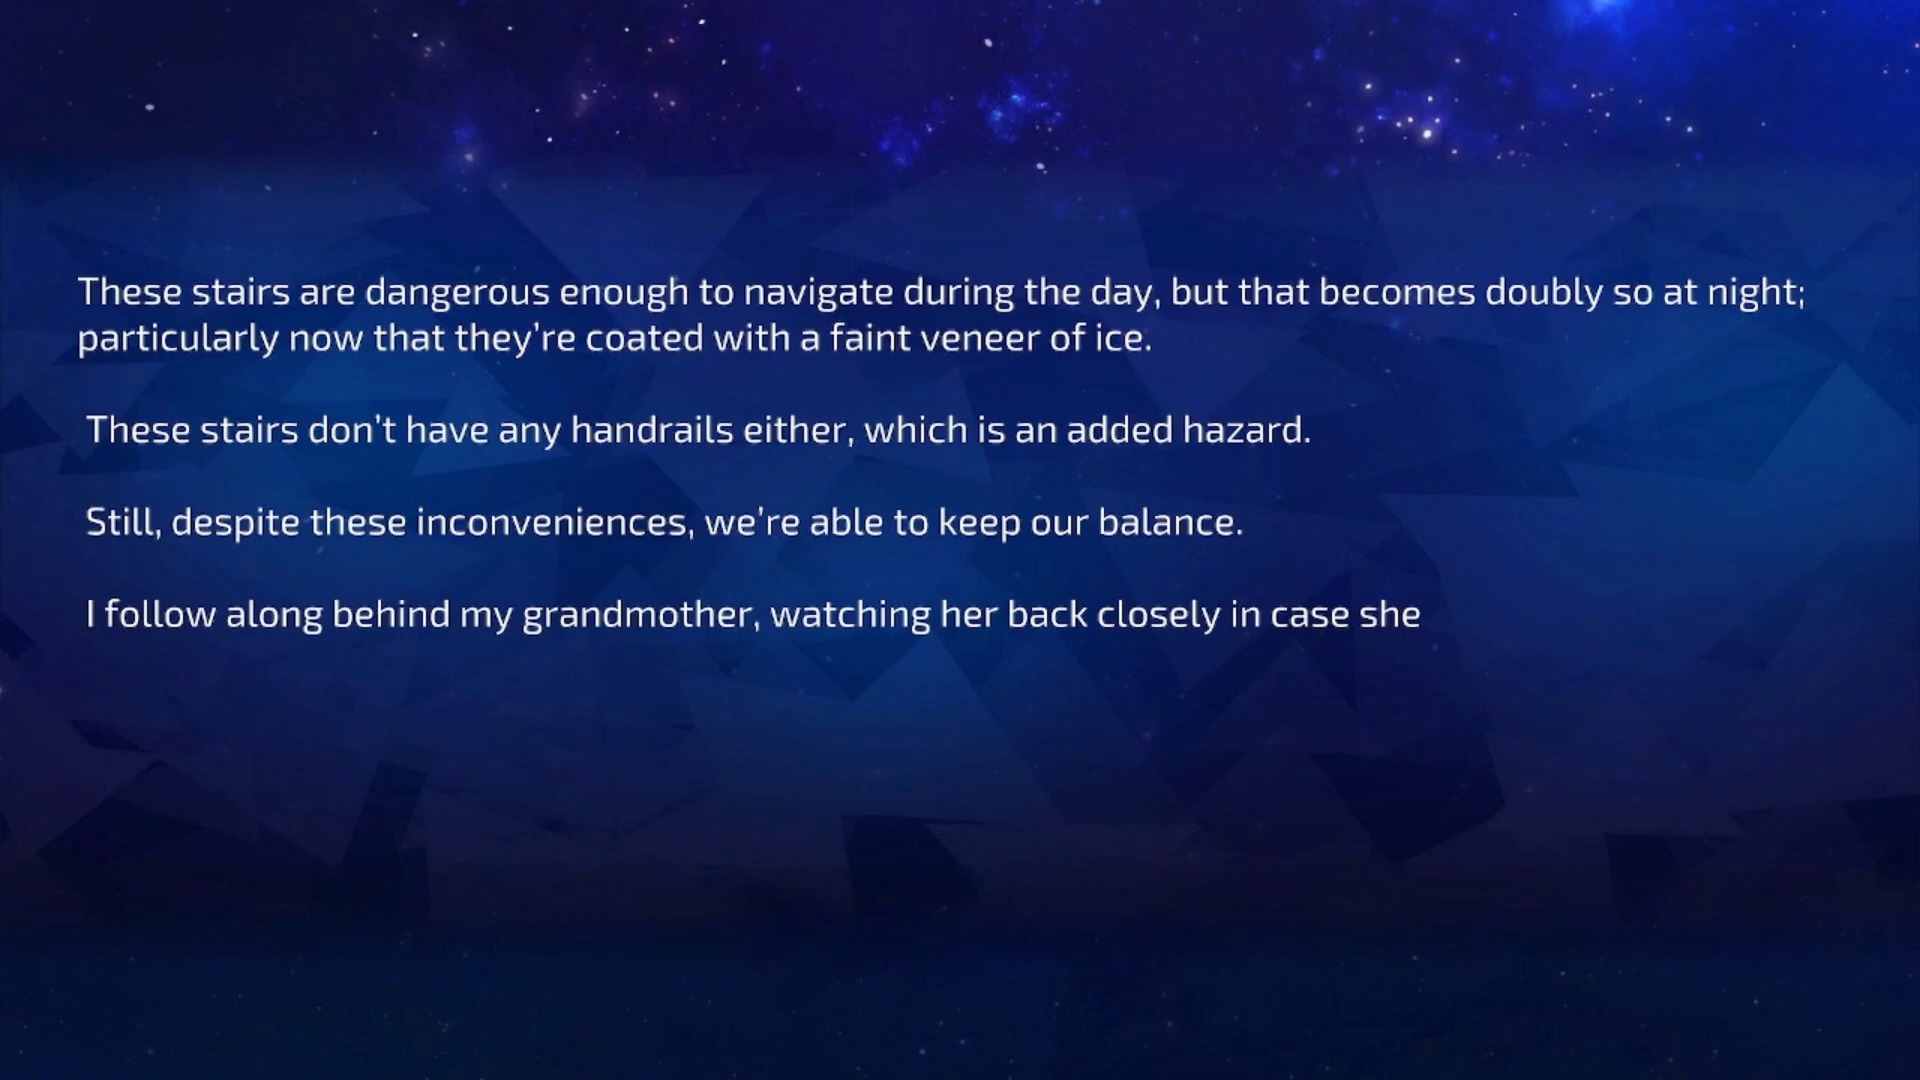 These stairs are dangerous enough to navigate during the day, but that becomes doubly so at night;
particularly now that they’re coated with a faint veneer of ice.
These stairs don’t have any handrails either, which is an added hazard.
Still, despite these inconveniences, we’re able to keep our balance.
I follow along behind my grandmother, watching her back closely in case she